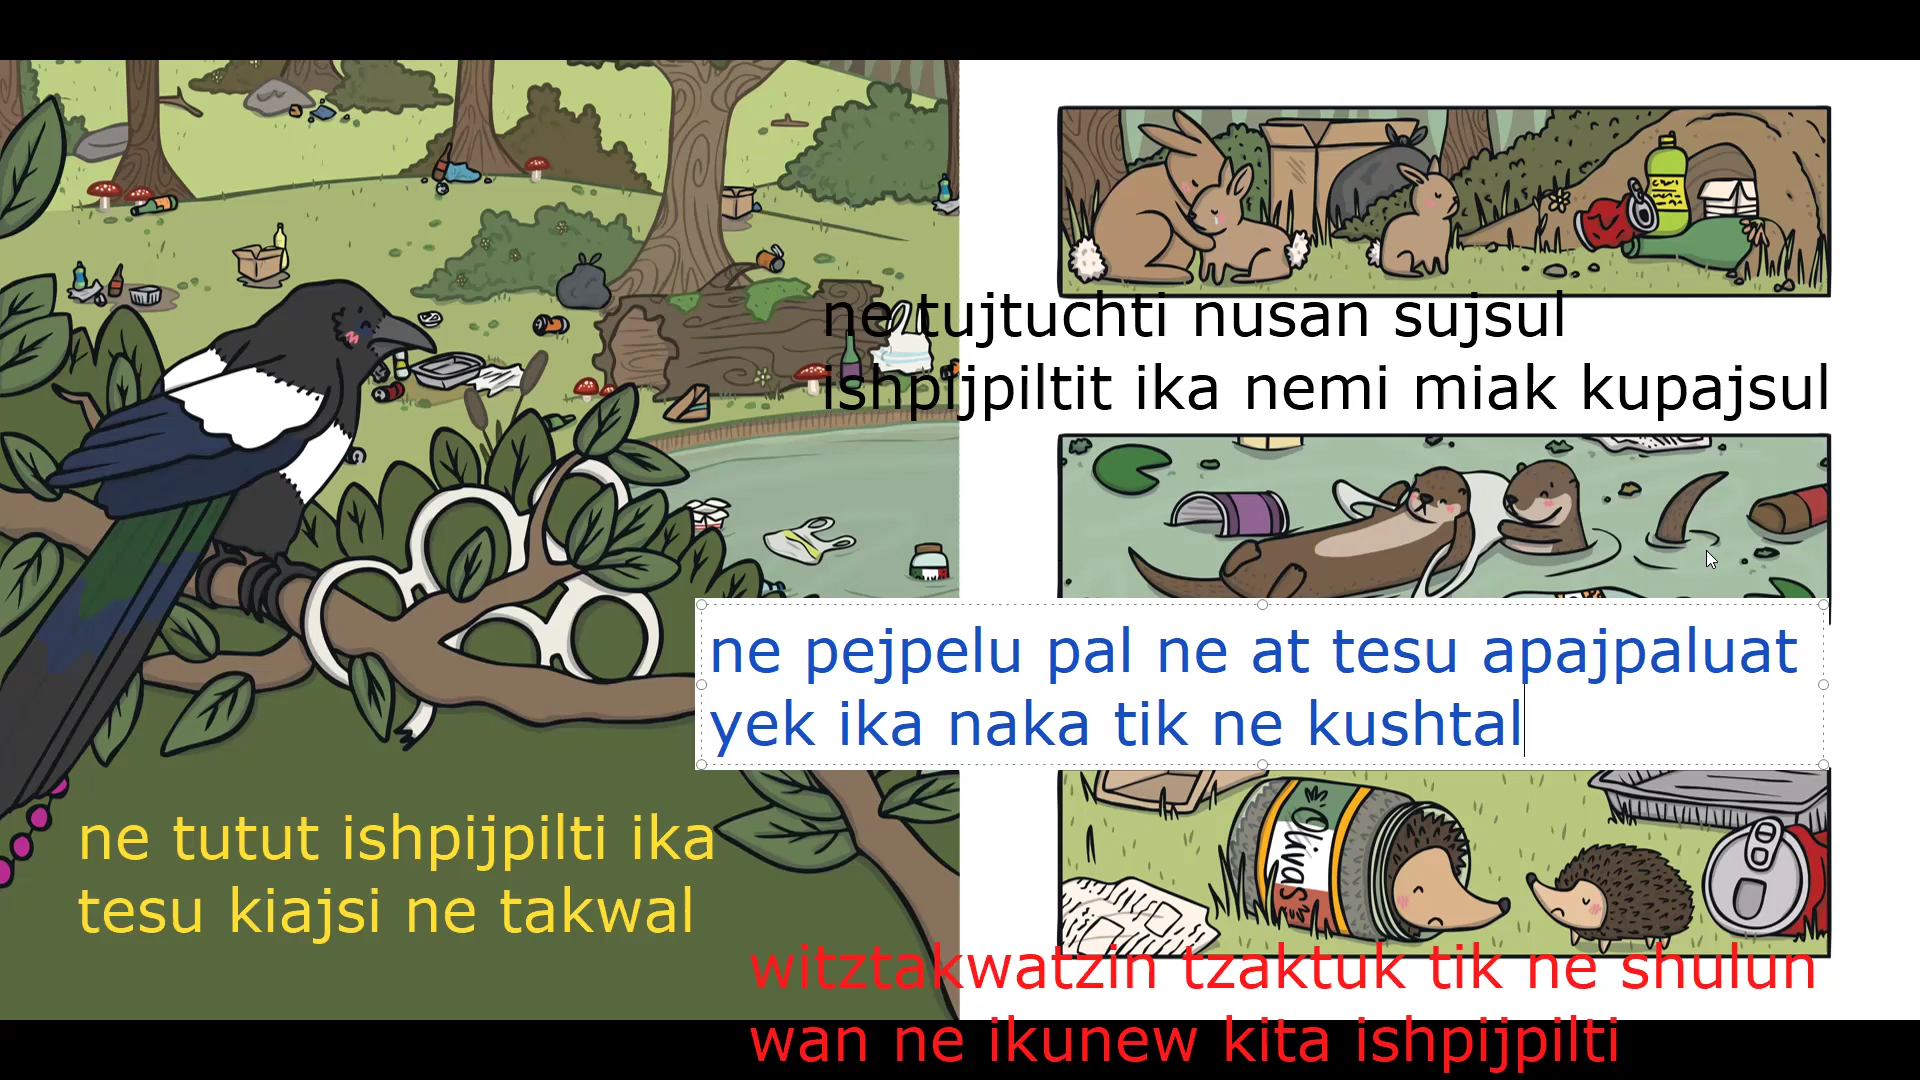 ne tujtuchti nusan sujsul
ishpijpiltit ika nemi miak kupajsul
ne pejpelu pal ne at tesu apajpaluat
yek ika naka tik ne kushtal
Olivas
ne tutut ishpijpilti ika
tesu kiajsi ne takwal
witztakwatzin tzaktuk tik ne shulun
wan ne ikunew kita ishpijpilti